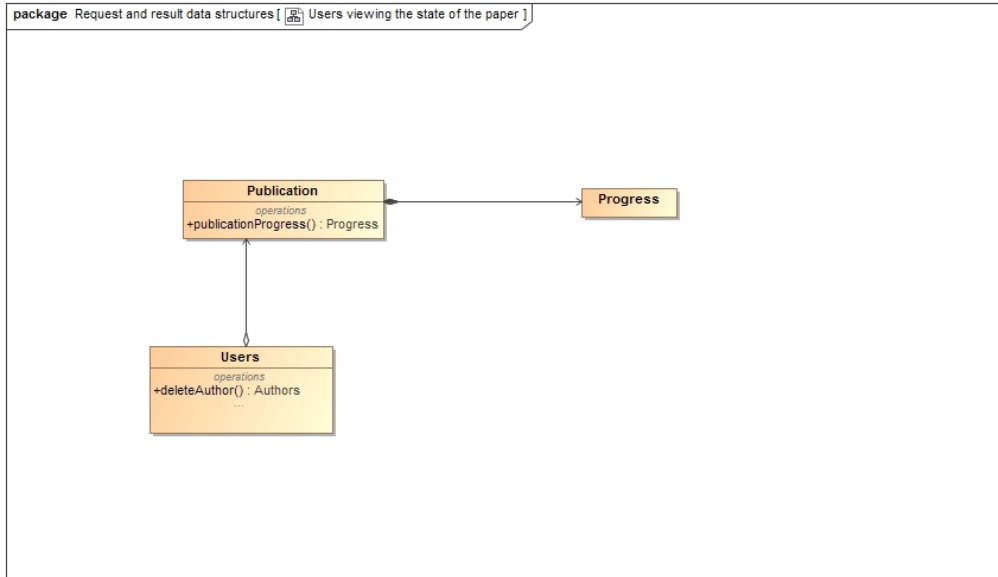 package Request and result data structures [ Users viewing the state of the paper ]
Publication
operations
+publicationProgress() : Progress
Progress
Users
operations
+deleteAuthor() : Authors
...